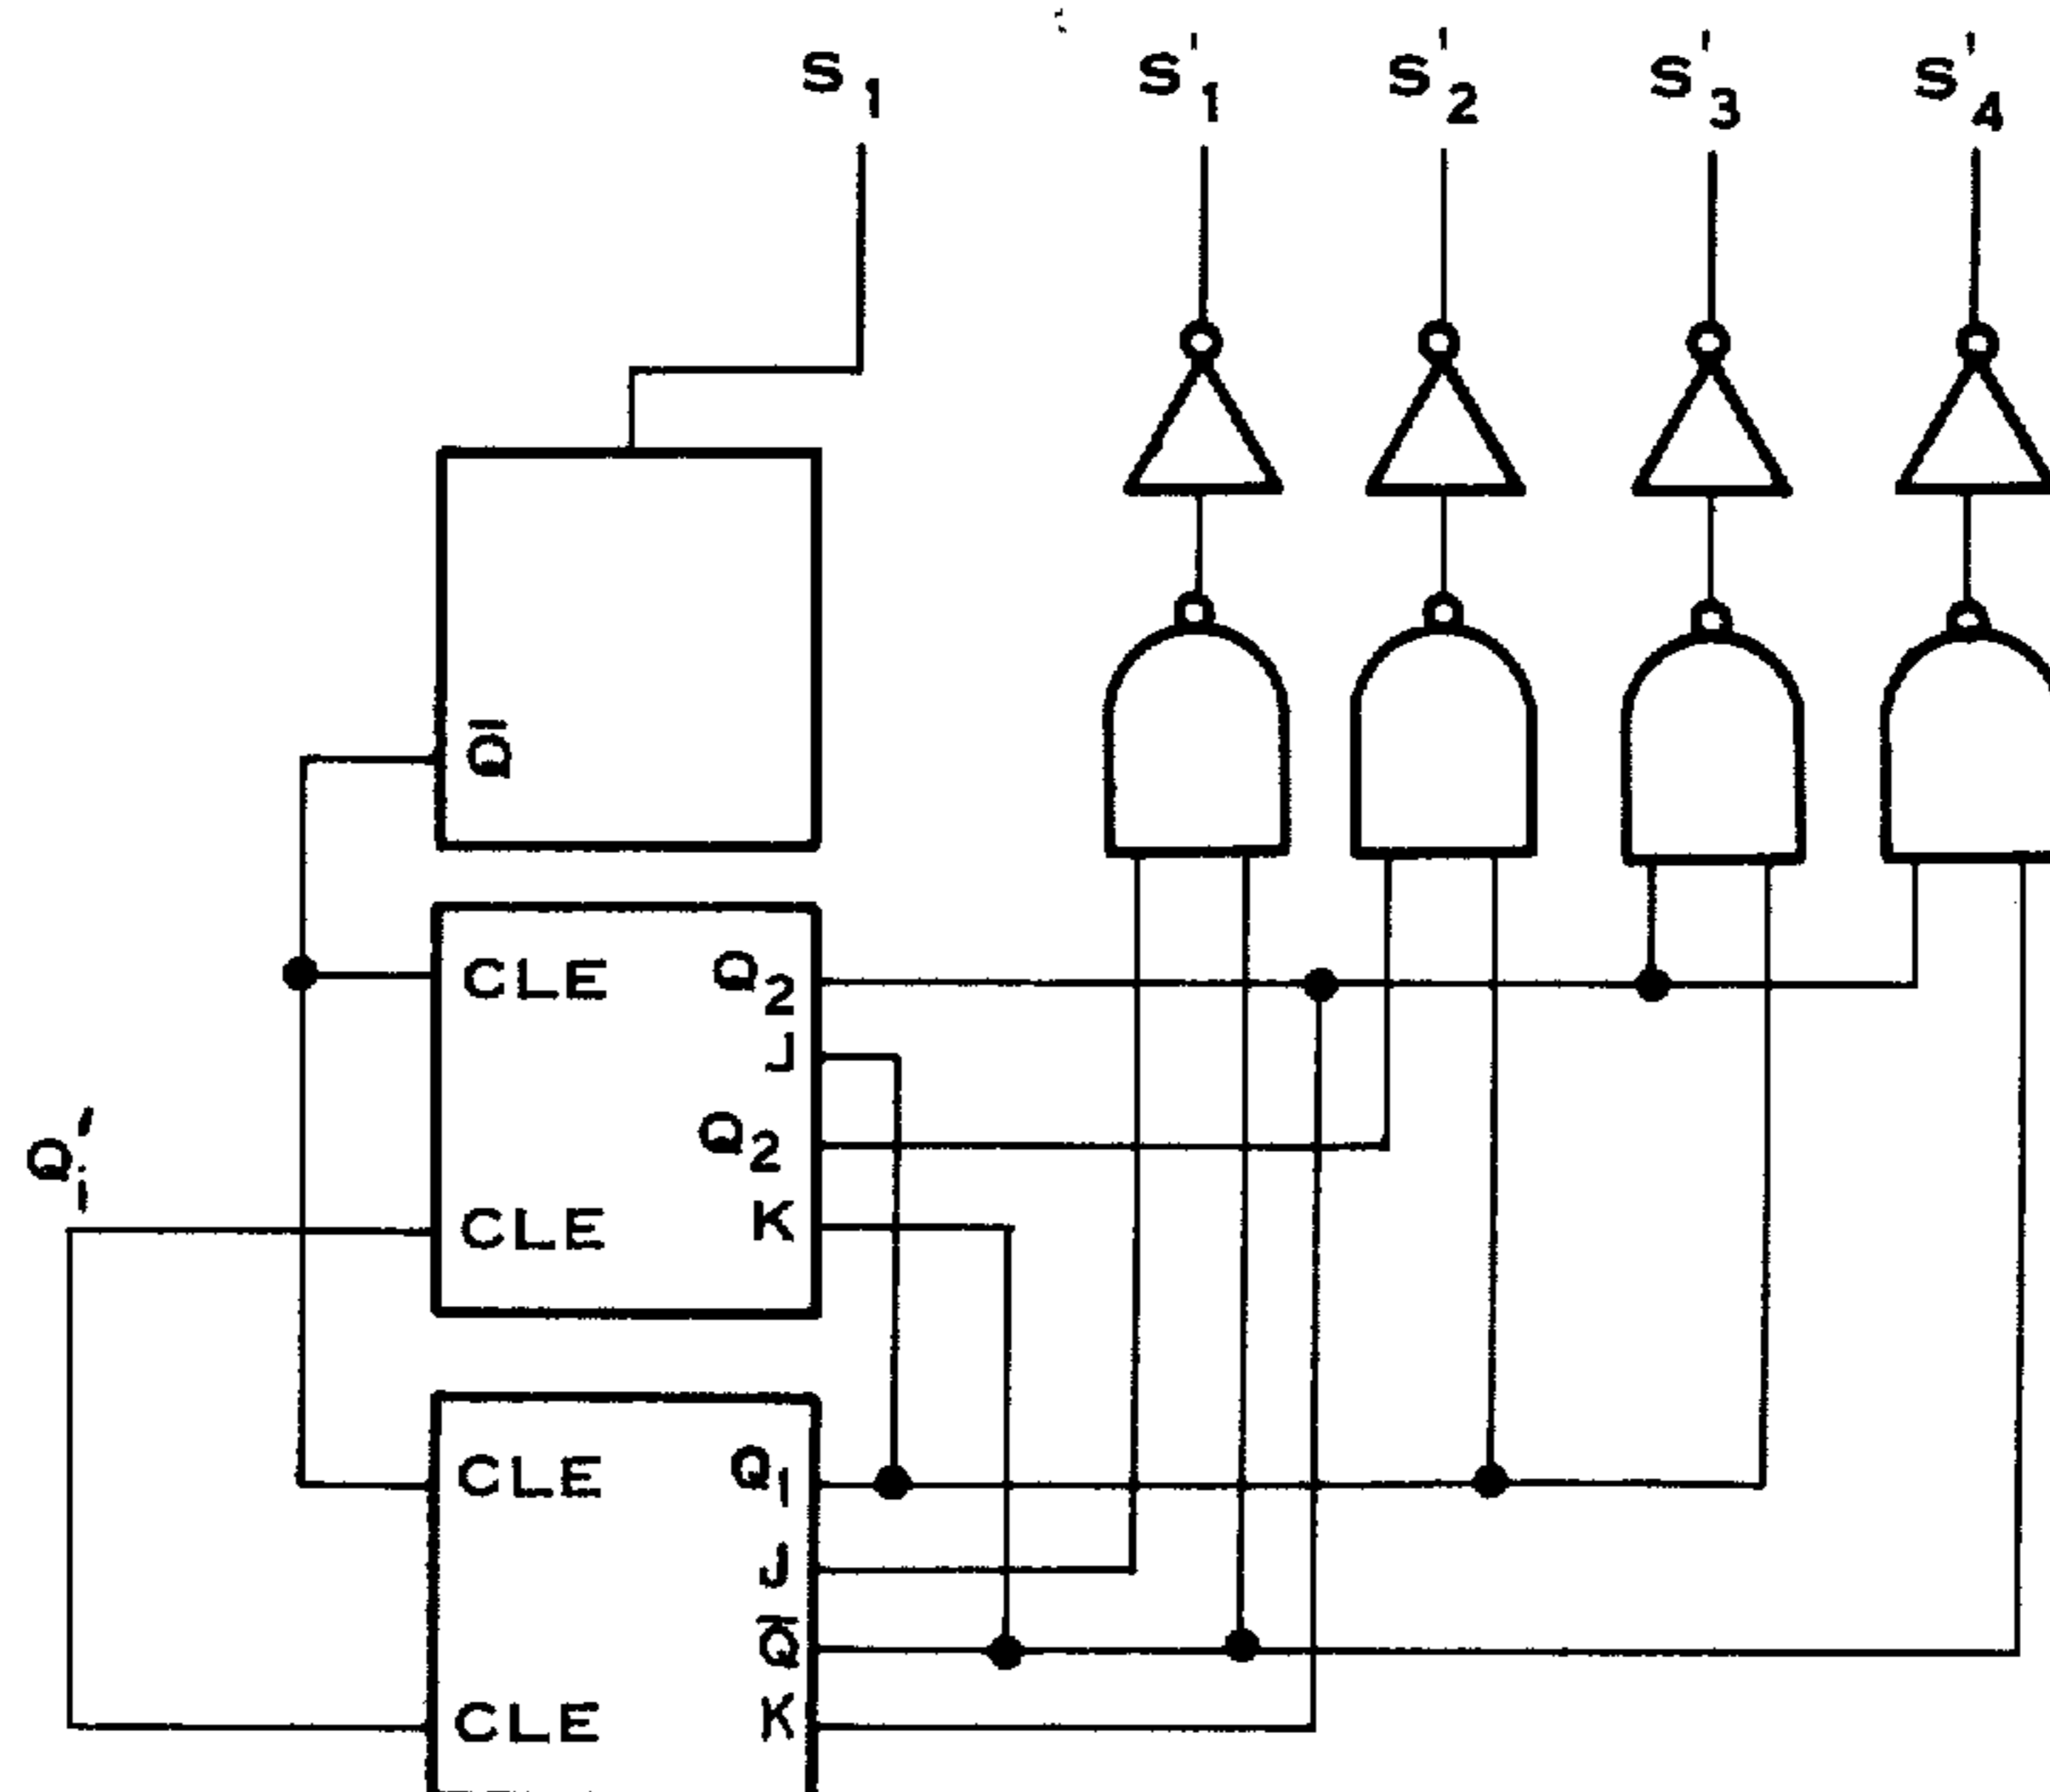 S1 S'1 S'2 S'3 S'4
Q̅
CLE Q2
J
Q2
Q'1
CLE K
CLE Q1
J
Q̅
CLE K